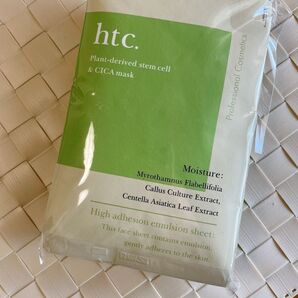 htc.
Plant-derived stem cell
& CICA mask
Professional Cosmetics
Moisture:
Myrothamnus Flabellifolia
Callus Culture Extract,
Centella Asiatica Leaf Extract
High adhesion emulsion sheet:
This face sheet contains emulsion,
gently adheres to the skin.